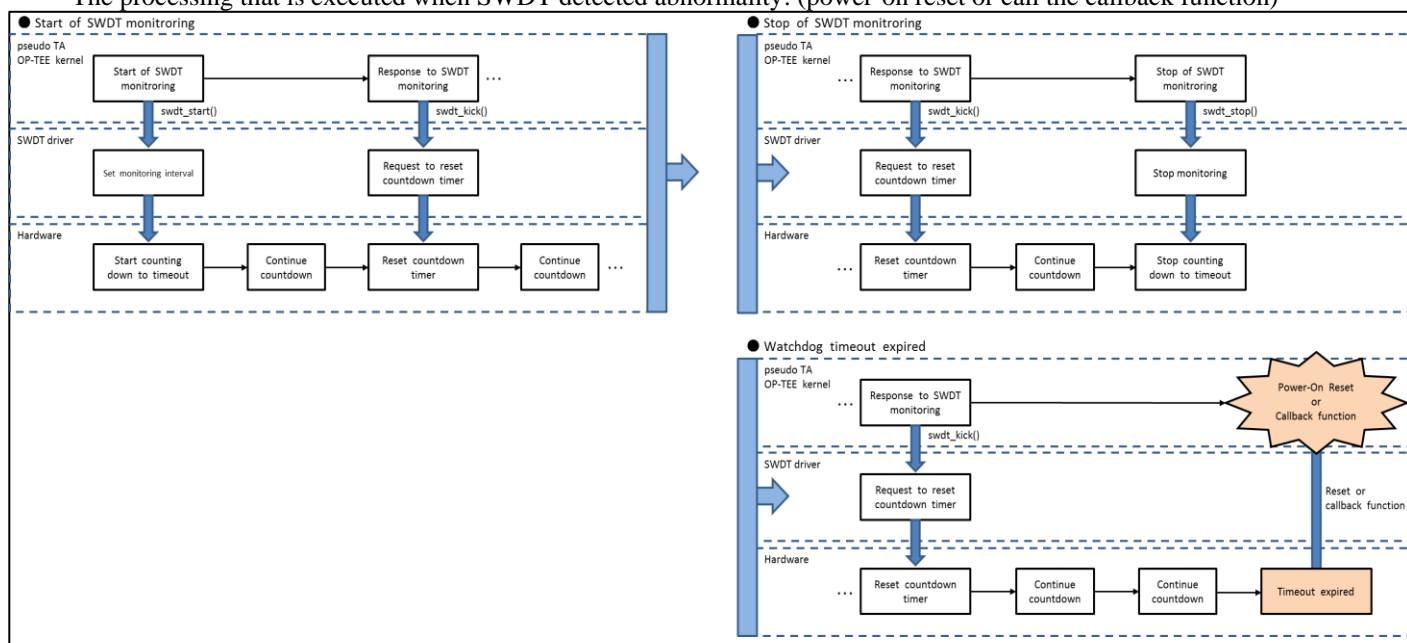 The processing that is executed when SWDT detected abnormality. (power on reset or call the callback function)
● Start of SWDT monitroring
pseudo TA
OP-TEE kernel
Start of SWDT
monitroring
Response to SWDT
monitoring
...
swdt_start()
swdt_kick()
SWDT driver
Set monitoring interval
Request to reset
countdown timer
Hardware
Start counting
down to timeout
Continue
countdown
Reset countdown
timer
Continue
countdown
...
● Stop of SWDT monitroring
pseudo TA
OP-TEE kernel
...
Response to SWDT
monitoring
Stop of SWDT
monitroring
swdt_kick()
swdt_stop()
SWDT driver
Request to reset
countdown timer
Stop monitoring
Hardware
...
Reset countdown
timer
Continue
countdown
Stop counting
down to timeout
● Watchdog timeout expired
pseudo TA
OP-TEE kernel
...
Response to SWDT
monitoring
Power-On Reset
or
Callback function
swdt_kick()
SWDT driver
Request to reset
countdown timer
Reset or
callback function
Hardware
...
Reset countdown
timer
Continue
countdown
Continue
countdown
Timeout expired